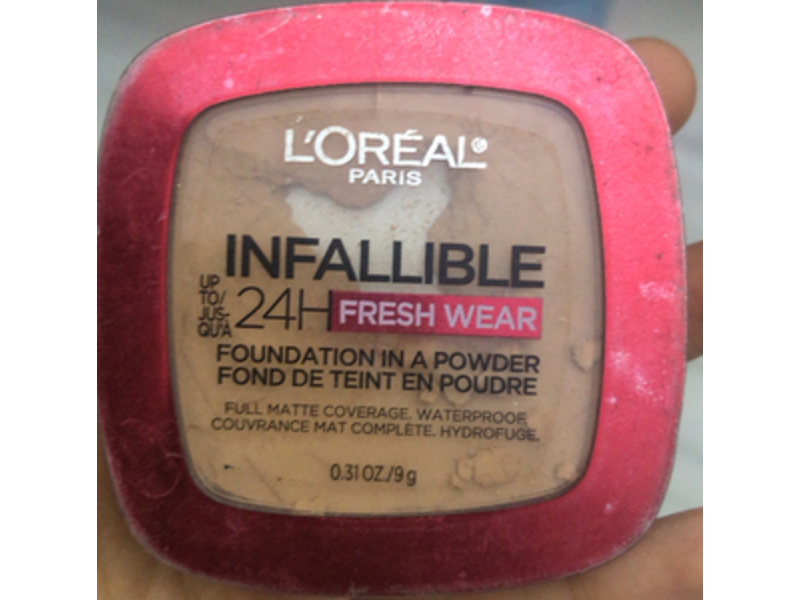 L'ORÉAL®
PARIS
INFALLIBLE
UP
TO/
JUS-
QU'À
24H FRESH WEAR
FOUNDATION IN A POWDER
FOND DE TEINT EN POUDRE
FULL MATTE COVERAGE. WATERPROOF.
COUVRANCE MAT COMPLÈTE. HYDROFUGE.
0.31 OZ./9 g